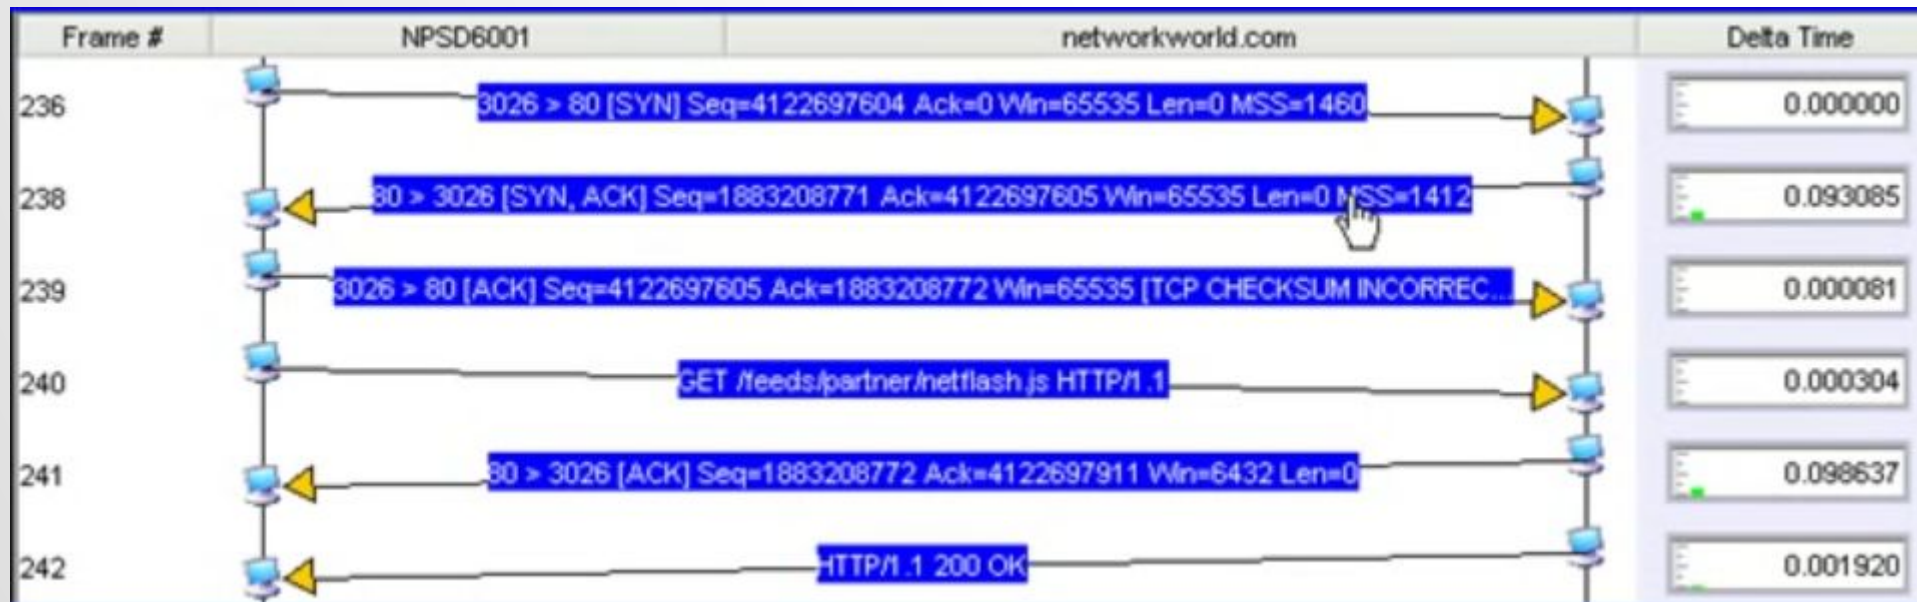 Frame # NPSD6001 networkworld.com Delta Time
236 3026 > 80 [SYN] Seq=4122697604 Ack=0 Win=65535 Len=0 MSS=1460 0.000000
238 80 > 3026 [SYN, ACK] Seq=1883208771 Ack=4122697605 Win=65535 Len=0 MSS=1412 0.093085
239 3026 > 80 [ACK] Seq=4122697605 Ack=1883208772 Win=65535 [TCP CHECKSUM INCORREC... 0.000081
240 GET /feeds/partner/netflash.js HTTP/1.1 0.000304
241 80 > 3026 [ACK] Seq=1883208772 Ack=4122697911 Win=6432 Len=0 0.098637
242 HTTP/1.1 200 OK 0.001920